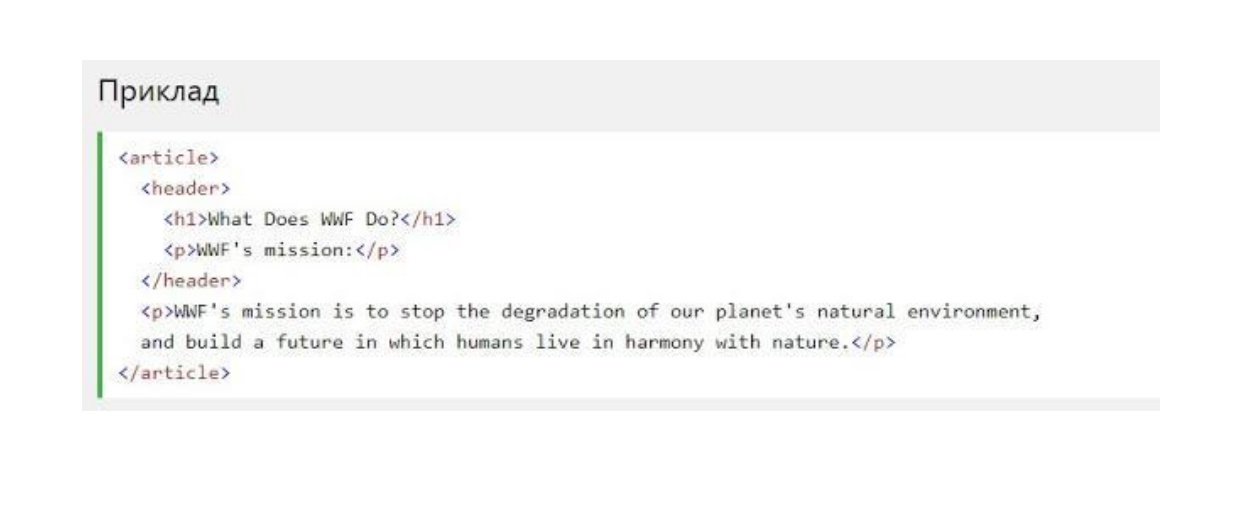 Приклад
<article>
<header>
<h1>What Does WWF Do?</h1>
<p>WWF's mission:</p>
</header>
<p>WWF's mission is to stop the degradation of our planet's natural environment,
and build a future in which humans live in harmony with nature.</p>
</article>